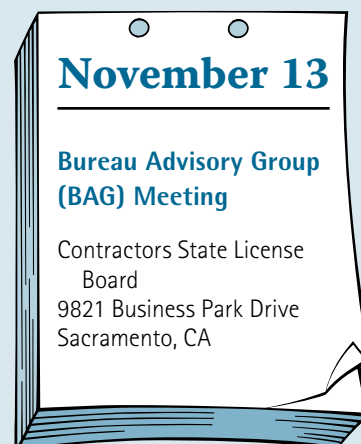 November 13
Bureau Advisory Group
(BAG) Meeting
Contractors State License
Board
9821 Business Park Drive
Sacramento, CA